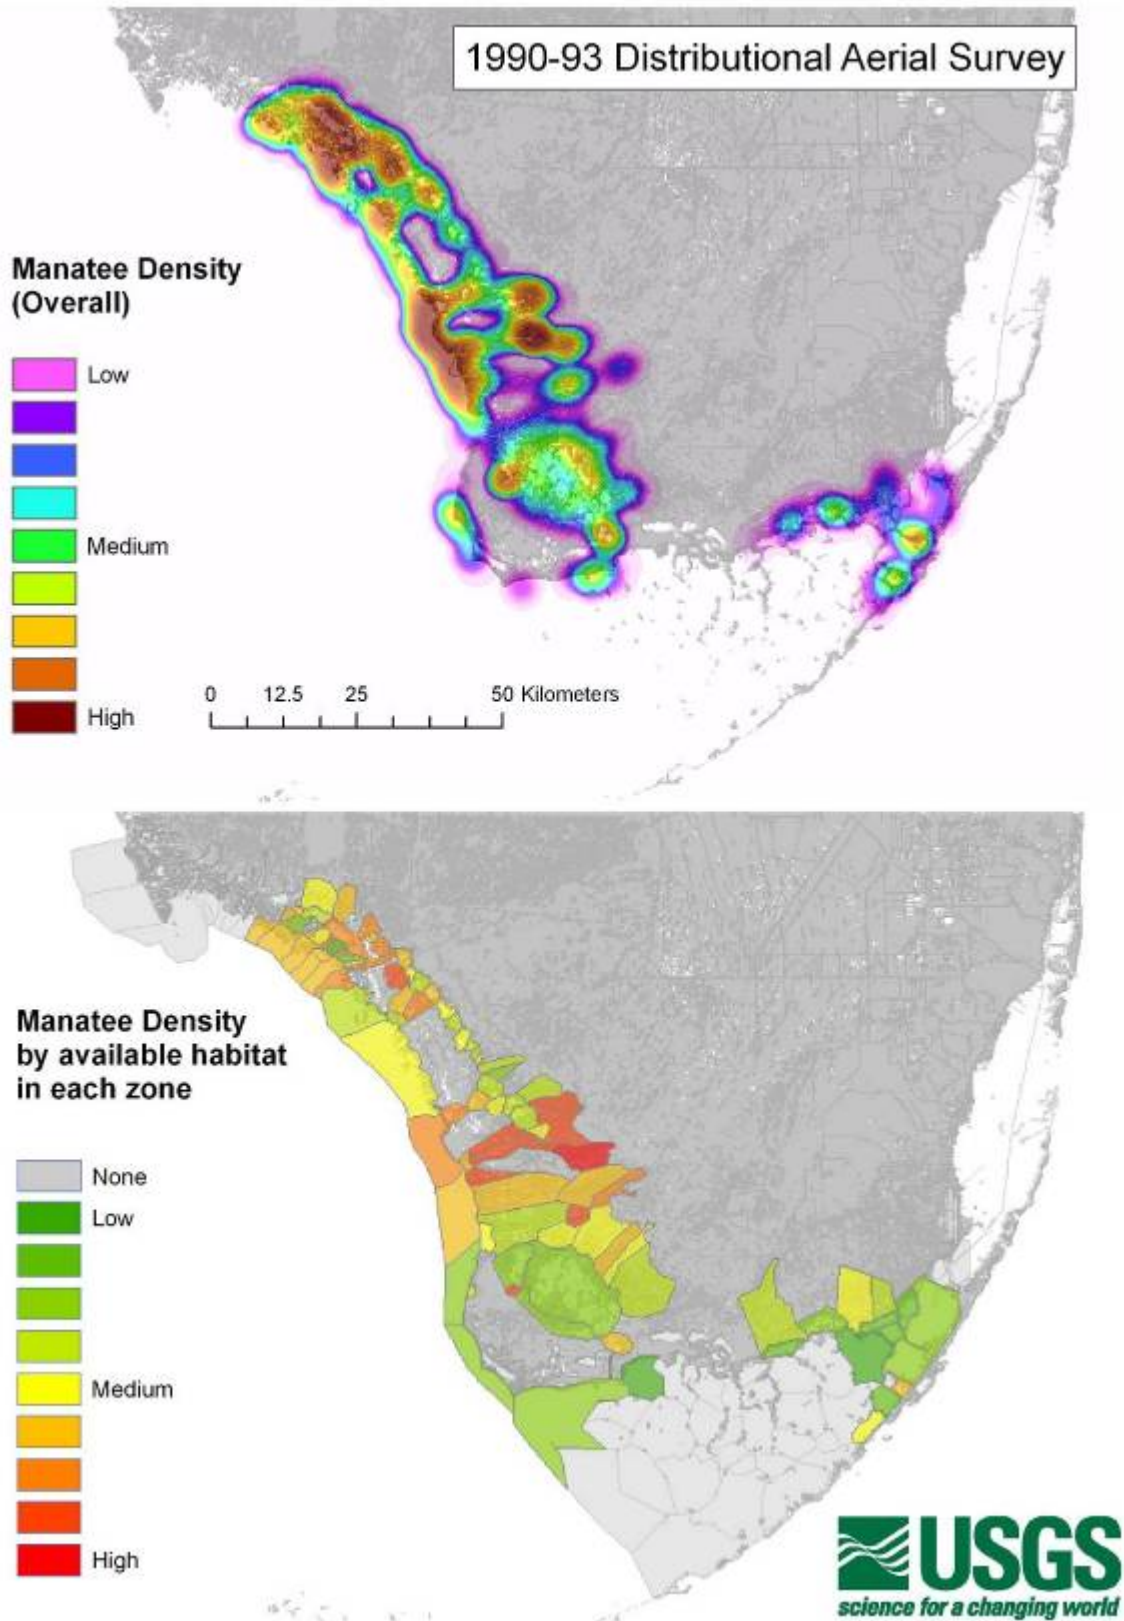 1990-93 Distributional Aerial Survey
Manatee Density
(Overall)
Low
Medium
High
0 12.5 25 50 Kilometers
Manatee Density
by available habitat
in each zone
None
Low
Medium
High
USGS
science for a changing world